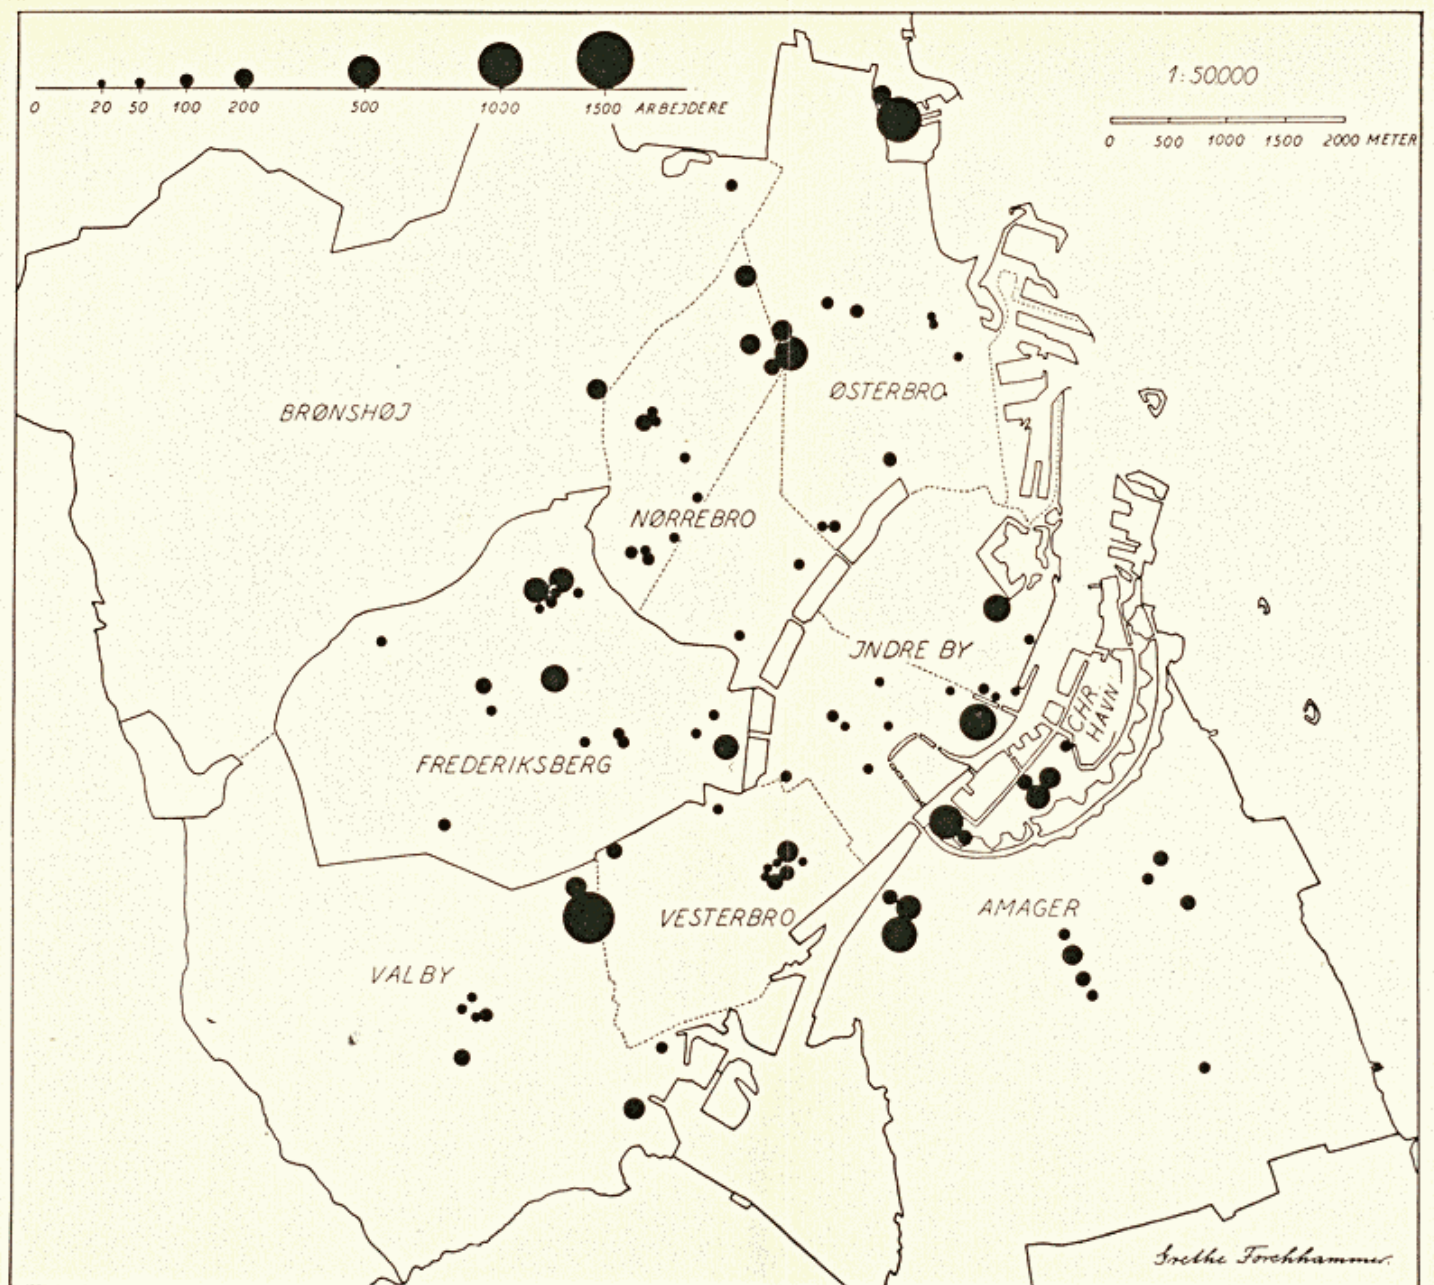 1:50000
0 20 50 100 200 500 1000 1500 ARBEJDERE
0 500 1000 1500 2000 METER
BRØNSHØJ
ØSTERBRO
NØRREBRO
JNDRE BY
CHR. HAVN
FREDERIKSBERG
VESTERBRO
AMAGER
VALBY
Grethe Forchhammer.